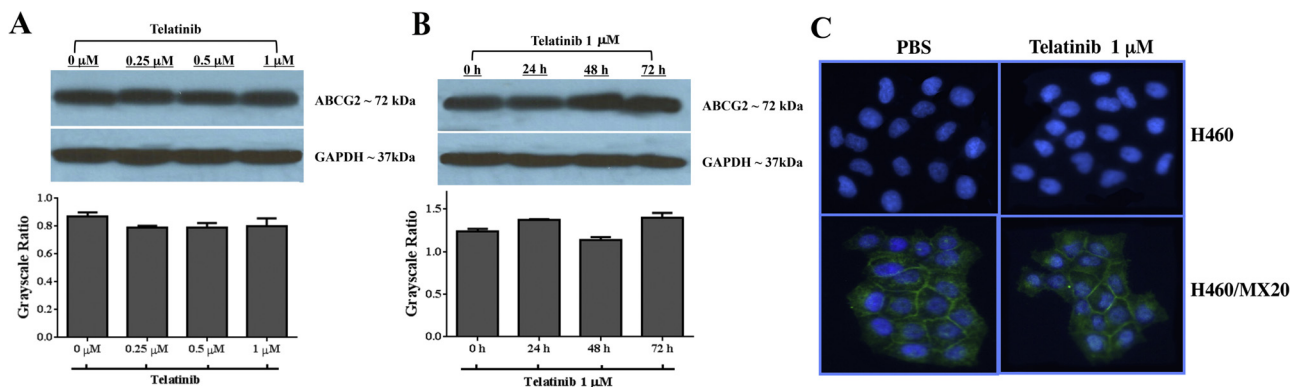 A
Telatinib
0 μM 0.25 μM 0.5 μM 1 μM
ABCG2 ~ 72 kDa
GAPDH ~ 37kDa
Grayscale Ratio
1.0
0.8
0.6
0.4
0.2
0.0
0 μM 0.25 μM 0.5 μM 1 μM
Telatinib
B
Telatinib 1 μM
0 h 24 h 48 h 72 h
ABCG2 ~ 72 kDa
GAPDH ~ 37kDa
Grayscale Ratio
1.5
1.0
0.5
0.0
0 h 24 h 48 h 72 h
Telatinib 1 μM
C
PBS Telatinib 1 μM
H460
H460/MX20